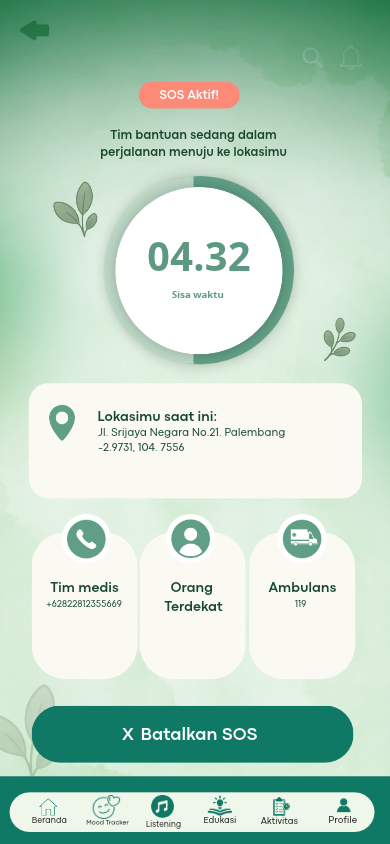 SOS Aktif!
Tim bantuan sedang dalam
perjalanan menuju ke lokasimu
04.32
Sisa waktu
Lokasimu saat ini:
Jl. Srijaya Negara No.21. Palembang
-2.9731, 104. 7556
Tim medis
+62822812355669
Orang
Terdekat
Ambulans
119
X Batalkan SOS
Beranda
Mood Tracker
Listening
Edukasi
Aktivitas
Profile